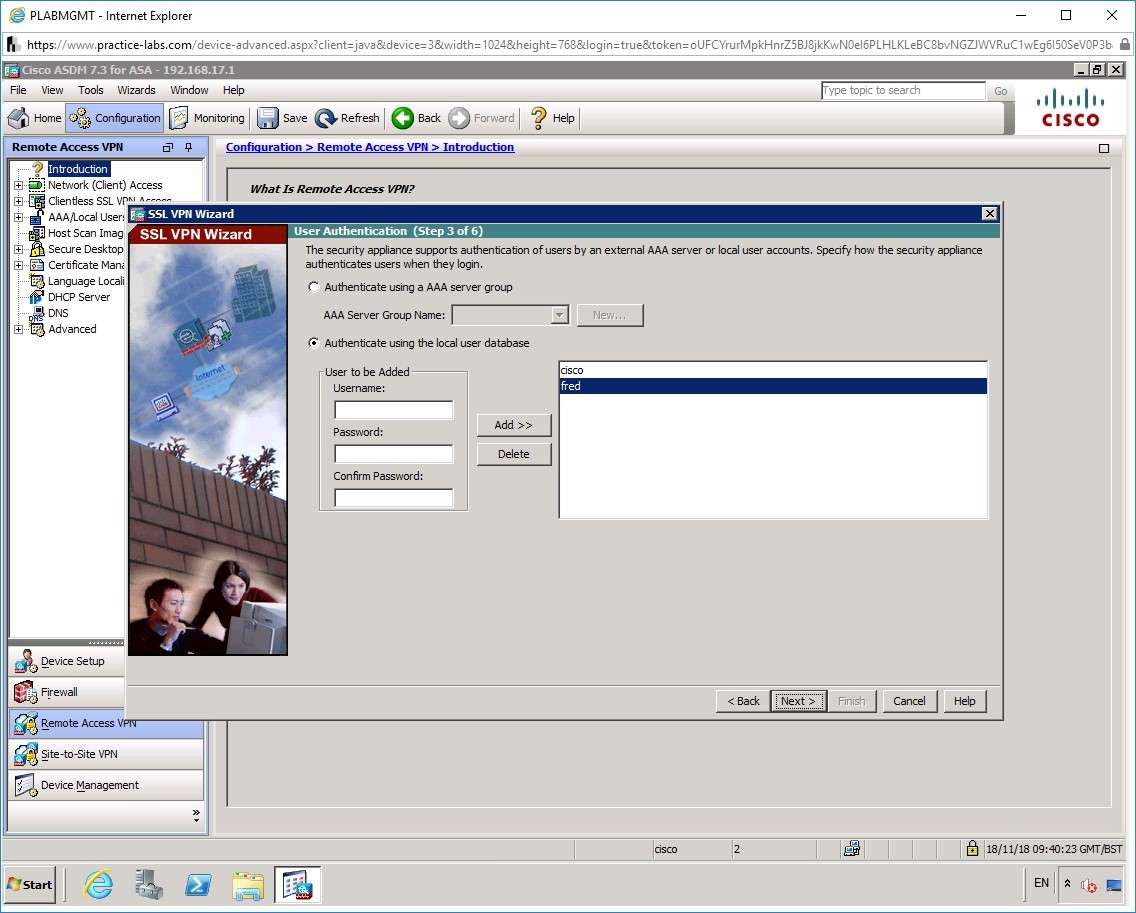 PLABMGMT - Internet Explorer
https://www.practice-labs.com/device-advanced.aspx?client=java&device=3&width=1024&height=768&login=true&token=oUFCYrurMpkHnrZ5BJ8jkKwN0eI6PLHLKLeBC8bvNGZJWVRuC1wEg6I50SeV0P3b
Cisco ASDM 7.3 for ASA - 192.168.17.1
File View Tools Wizards Window Help
Type topic to search Go
Home Configuration Monitoring Save Refresh Back Forward Help
CISCO
Remote Access VPN
Configuration > Remote Access VPN > Introduction
Introduction
Network (Client) Access
Clientless SSL VPN Access
AAA/Local Users
Host Scan Imag
Secure Desktop
Certificate Mana
Language Locali
DHCP Server
DNS
Advanced
What Is Remote Access VPN?
SSL VPN Wizard
SSL VPN Wizard
Internet
User Authentication (Step 3 of 6)
The security appliance supports authentication of users by an external AAA server or local user accounts. Specify how the security appliance
authenticates users when they login.
Authenticate using a AAA server group
AAA Server Group Name: New...
Authenticate using the local user database
User to be Added
Username:
Password:
Confirm Password:
Add >>
Delete
cisco
fred
< Back Next > Finish Cancel Help
Device Setup
Firewall
Remote Access VPN
Site-to-Site VPN
Device Management
cisco 2 18/11/18 09:40:23 GMT/BST
Start EN